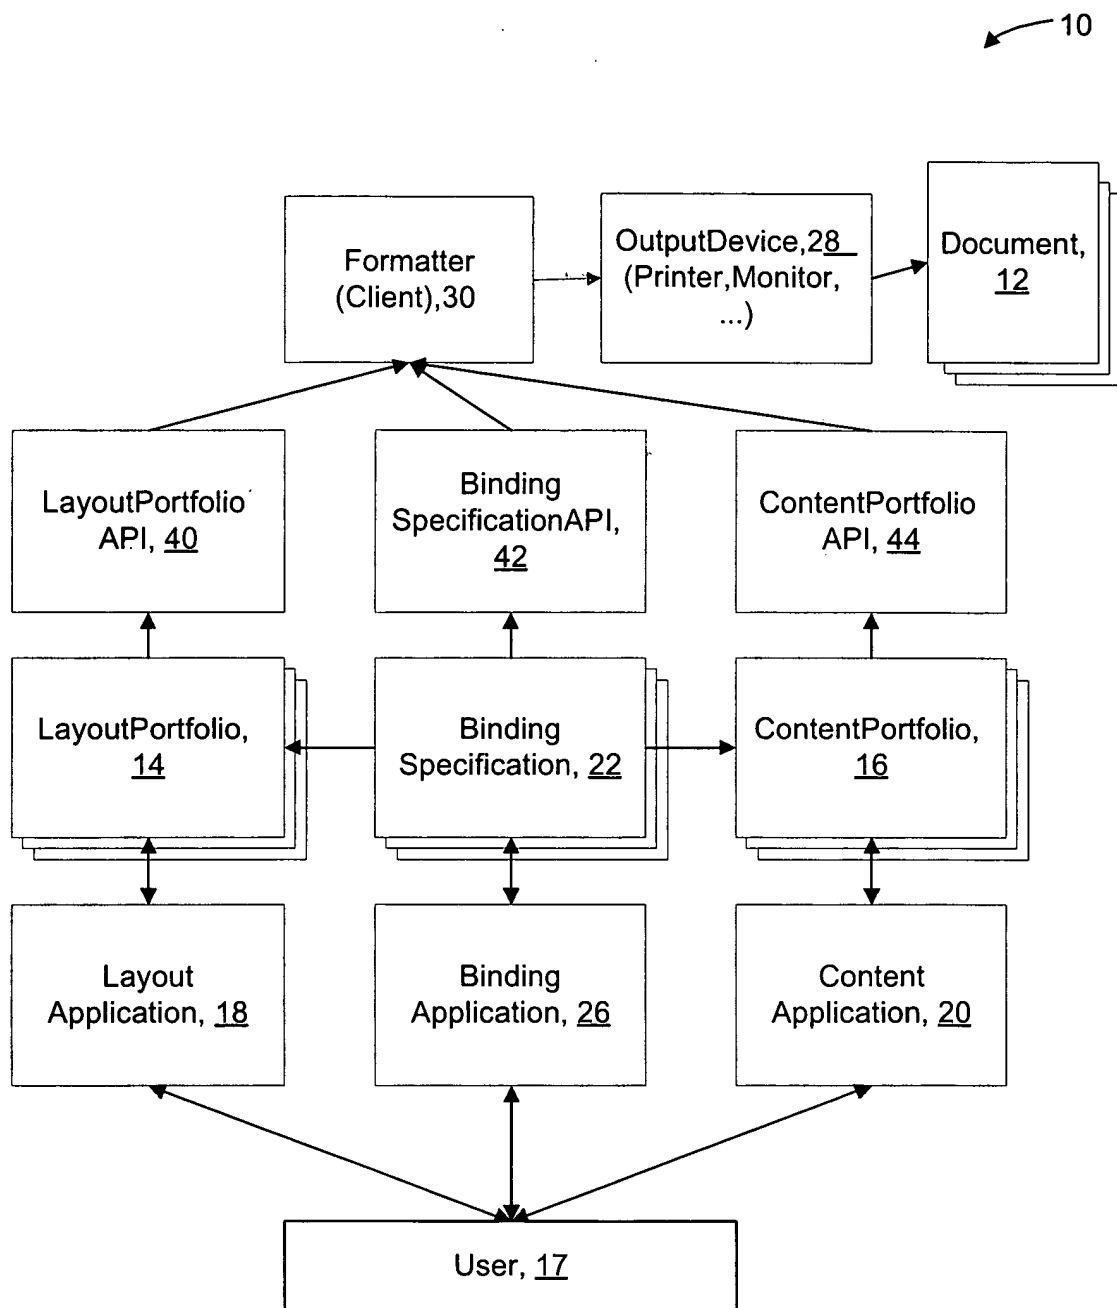 10
Formatter
(Client),30
OutputDevice,28
(Printer,Monitor,
...)
Document,
12
LayoutPortfolio
API, 40
Binding
SpecificationAPI,
42
ContentPortfolio
API, 44
LayoutPortfolio,
14
Binding
Specification, 22
ContentPortfolio,
16
Layout
Application, 18
Binding
Application, 26
Content
Application, 20
User, 17